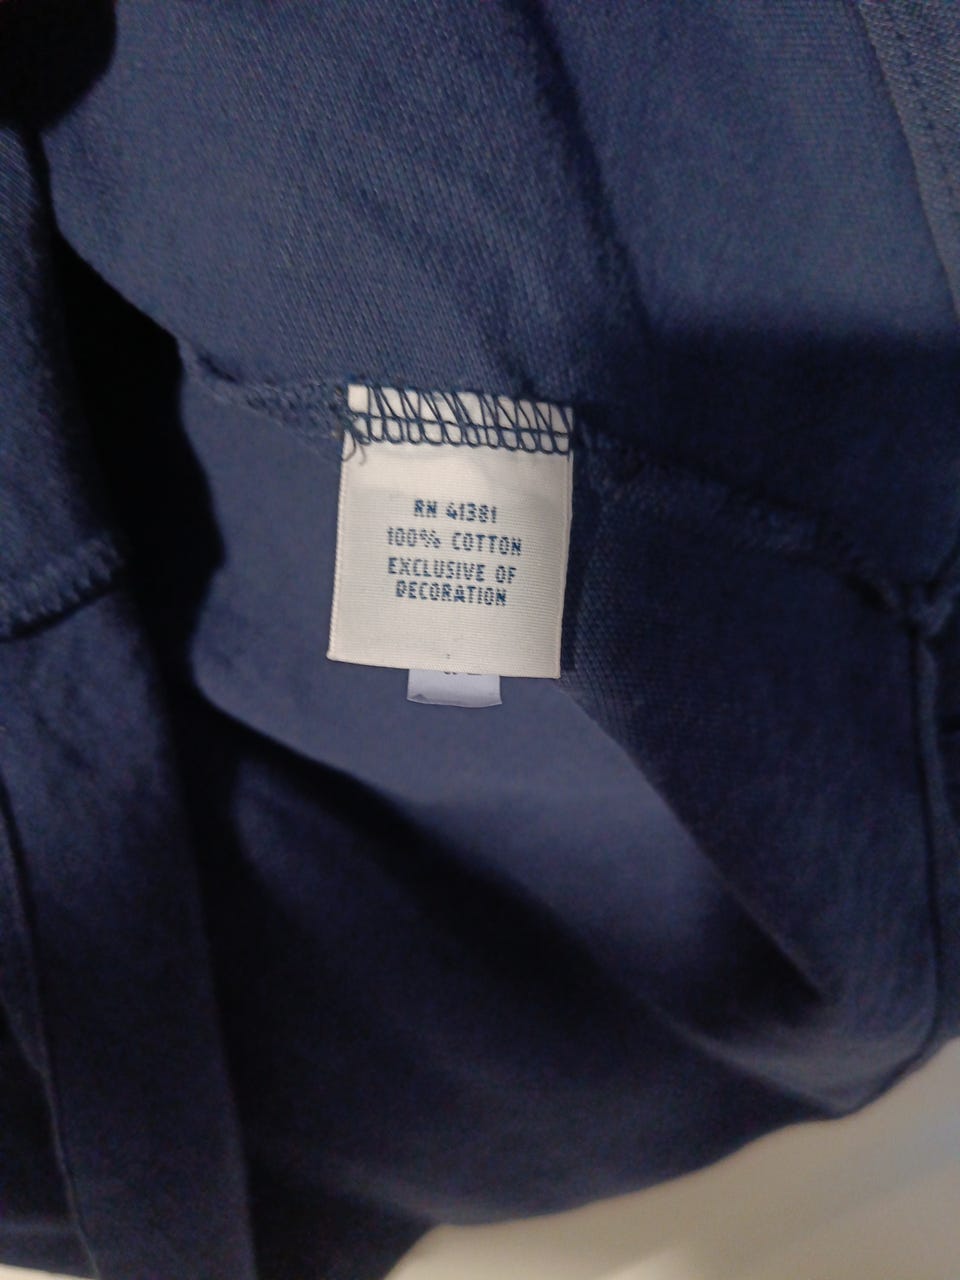 RN 41381
100% COTTON
EXCLUSIVE OF
DECORATION